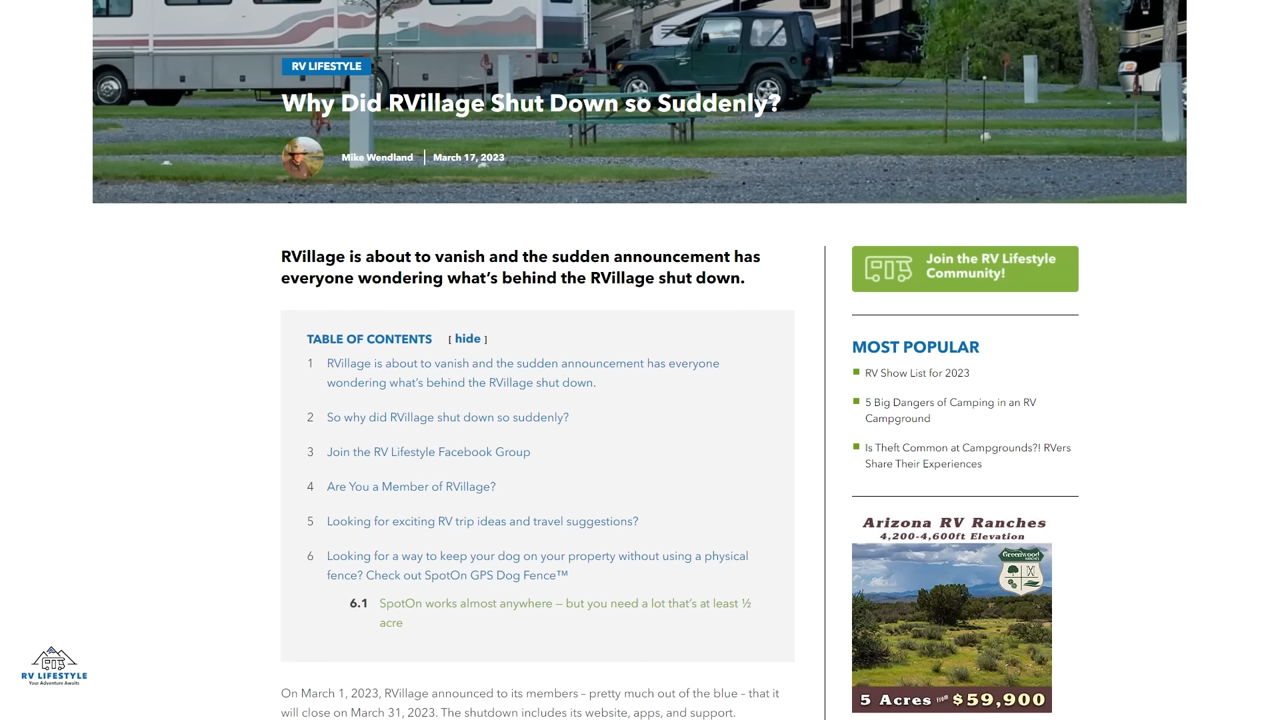 RV LIFESTYLE
Why Did RVillage Shut Down so Suddenly?
Mike Wendland | March 17, 2023
RVillage is about to vanish and the sudden announcement has
everyone wondering what's behind the RVillage shut down.
TABLE OF CONTENTS [ hide ]
1 RVillage is about to vanish and the sudden announcement has everyone
wondering what's behind the RVillage shut down.
2 So why did RVillage shut down so suddenly?
3 Join the RV Lifestyle Facebook Group
4 Are You a Member of RVillage?
5 Looking for exciting RV trip ideas and travel suggestions?
6 Looking for a way to keep your dog on your property without using a physical
fence? Check out SpotOn GPS Dog Fence™
6.1 SpotOn works almost anywhere – but you need a lot that's at least ½
acre
On March 1, 2023, RVillage announced to its members – pretty much out of the blue – that it
will close on March 31, 2023. The shutdown includes its website, apps, and support.
Join the RV Lifestyle
Community!
MOST POPULAR
RV Show List for 2023
5 Big Dangers of Camping in an RV
Campground
Is Theft Common at Campgrounds?! RVers
Share Their Experiences
Arizona RV Ranches
4,200-4,600ft Elevation
Greenwood
5 Acres from $59,900
RV LIFESTYLE
Your Adventure Awaits